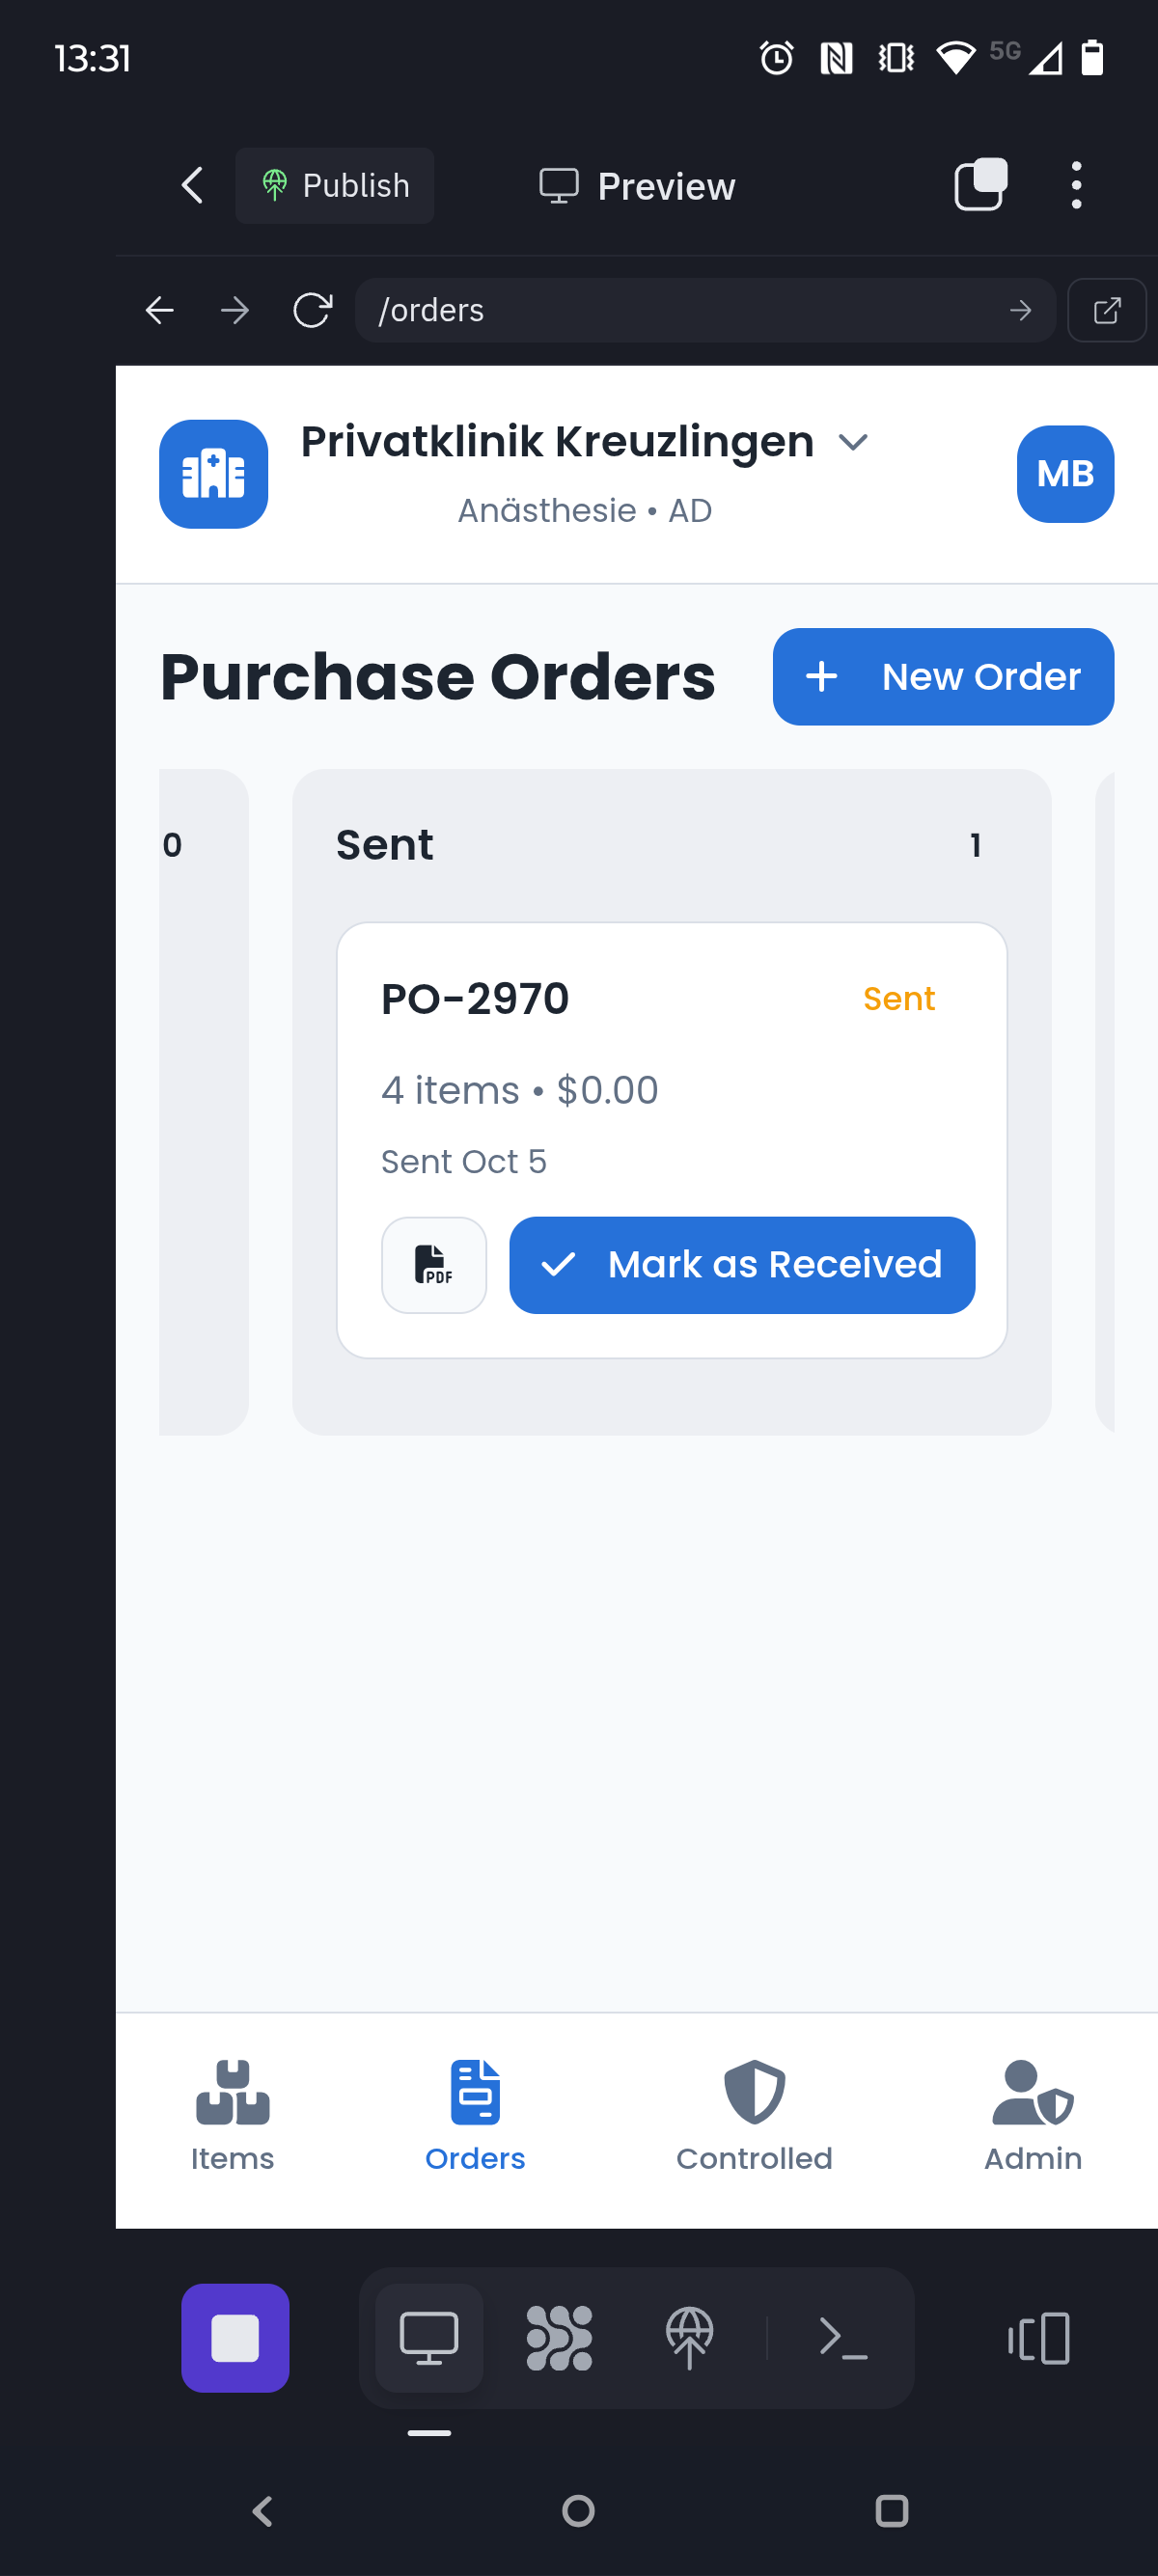 13:31
5G
Publish
Preview
/orders
Privatklinik Kreuzlingen
Anästhesie • AD
MB
Purchase Orders
+ New Order
0
Sent
1
PO-2970
Sent
4 items • $0.00
Sent Oct 5
PDF
Mark as Received
Items
Orders
Controlled
Admin